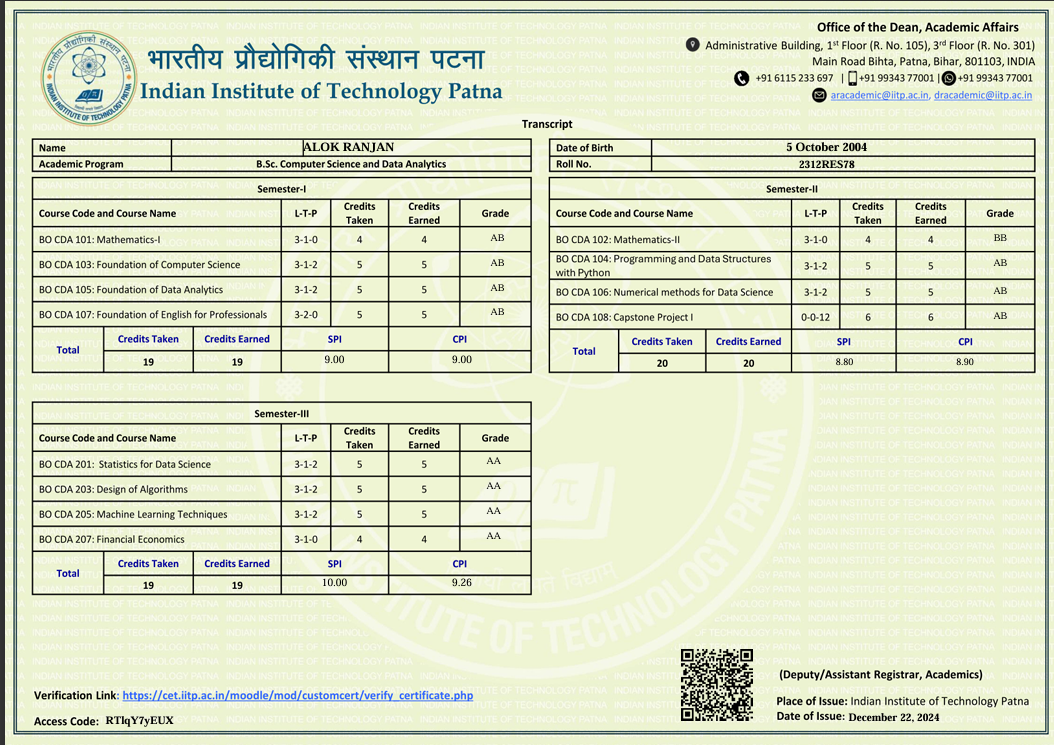 Office of the Dean, Academic Affairs
Administrative Building, 1st Floor (R. No. 105), 3rd Floor (R. No. 301)
Main Road Bihta, Patna, Bihar, 801103, INDIA
+91 6115 233 697 | +91 99343 77001 | +91 99343 77001
aracademic@iitp.ac.in, dracademic@iitp.ac.in
भारतीय प्रौद्योगिकी संस्थान पटना
Indian Institute of Technology Patna
Transcript
Name ALOK RANJAN
Academic Program B.Sc. Computer Science and Data Analytics
Date of Birth 5 October 2004
Roll No. 2312RES78
Semester-I
Course Code and Course Name L-T-P Credits Taken Credits Earned Grade
BO CDA 101: Mathematics-I 3-1-0 4 4 AB
BO CDA 103: Foundation of Computer Science 3-1-2 5 5 AB
BO CDA 105: Foundation of Data Analytics 3-1-2 5 5 AB
BO CDA 107: Foundation of English for Professionals 3-2-0 5 5 AB
Total Credits Taken Credits Earned SPI CPI
19 19 9.00 9.00
Semester-II
Course Code and Course Name L-T-P Credits Taken Credits Earned Grade
BO CDA 102: Mathematics-II 3-1-0 4 4 BB
BO CDA 104: Programming and Data Structures
with Python 3-1-2 5 5 AB
BO CDA 106: Numerical methods for Data Science 3-1-2 5 5 AB
BO CDA 108: Capstone Project I 0-0-12 6 6 AB
Total Credits Taken Credits Earned SPI CPI
20 20 8.80 8.90
Semester-III
Course Code and Course Name L-T-P Credits Taken Credits Earned Grade
BO CDA 201: Statistics for Data Science 3-1-2 5 5 AA
BO CDA 203: Design of Algorithms 3-1-2 5 5 AA
BO CDA 205: Machine Learning Techniques 3-1-2 5 5 AA
BO CDA 207: Financial Economics 3-1-0 4 4 AA
Total Credits Taken Credits Earned SPI CPI
19 19 10.00 9.26
INSTITUTE OF TECHNOLOGY PATNA
Verification Link: https://cet.iitp.ac.in/moodle/mod/customcert/verify_certificate.php
Access Code: RTlqY7yEUX
(Deputy/Assistant Registrar, Academics)
Place of Issue: Indian Institute of Technology Patna
Date of Issue: December 22, 2024